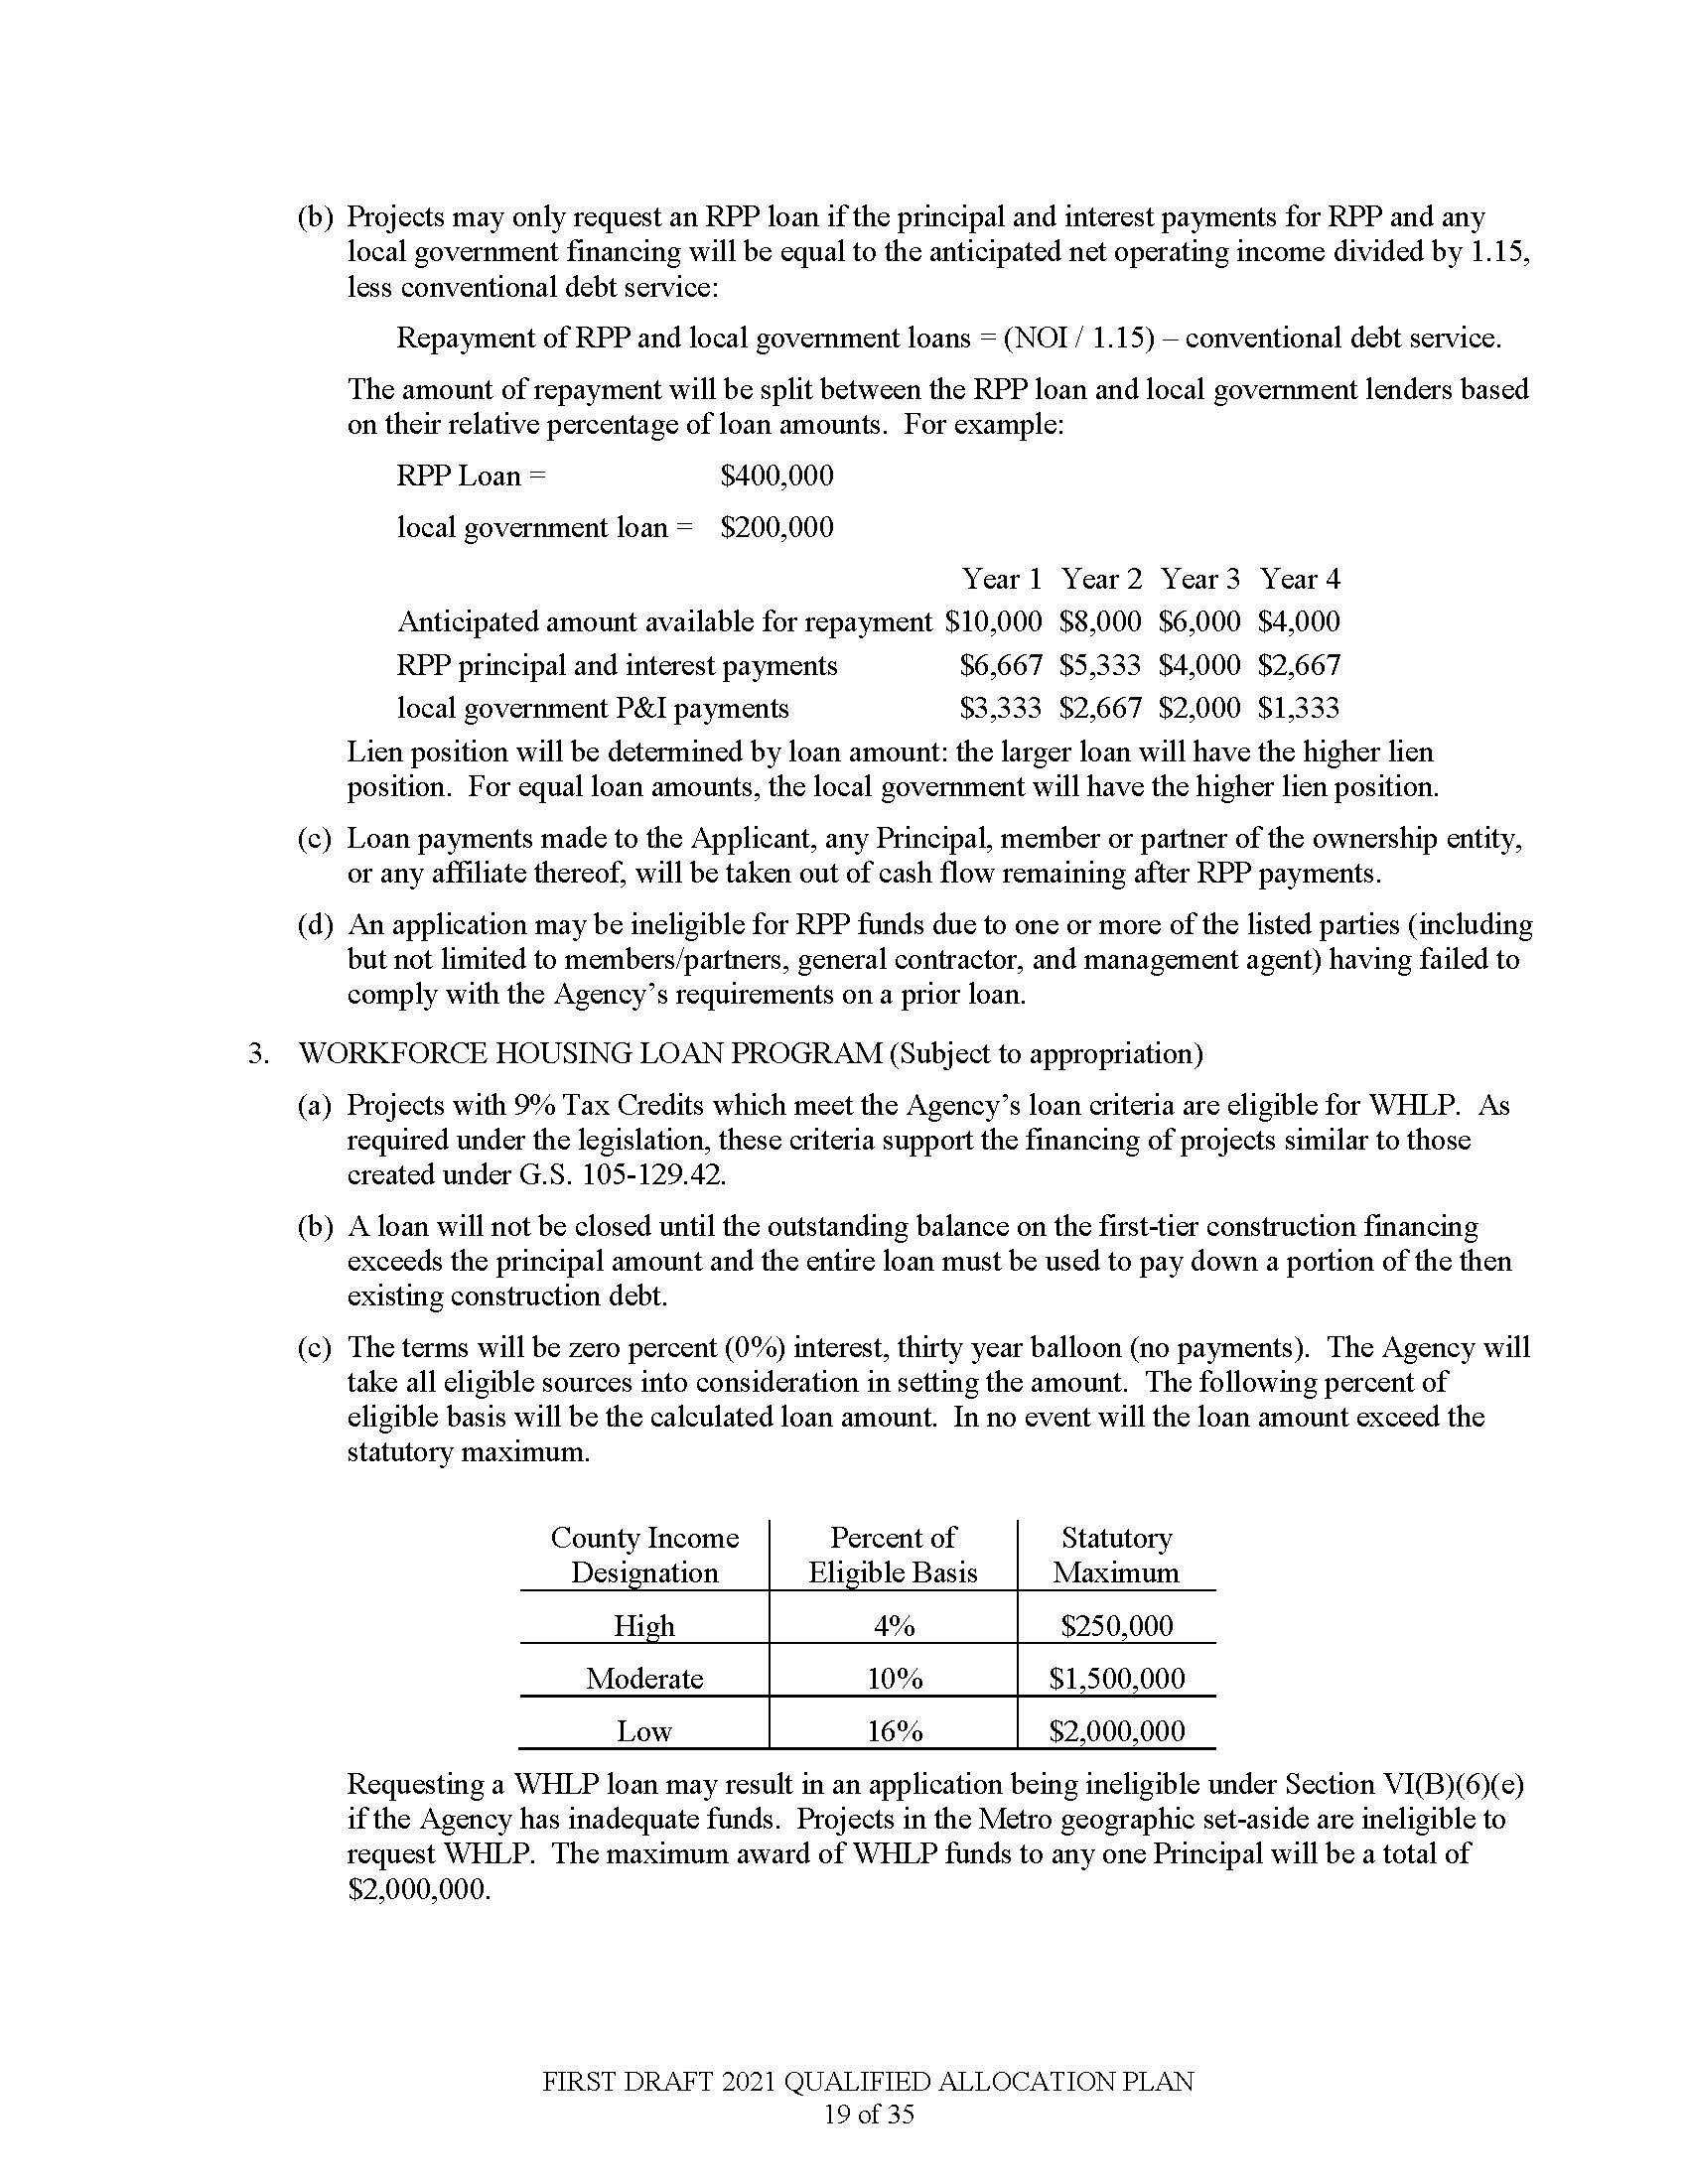 (b) Projects may only request an RPP loan if the principal and interest payments for RPP and any
local government financing will be equal to the anticipated net operating income divided by 1.15,
less conventional debt service:
Repayment of RPP and local government loans = (NOI / 1.15) – conventional debt service.
The amount of repayment will be split between the RPP loan and local government lenders based
on their relative percentage of loan amounts. For example:
RPP Loan = $400,000
local government loan = $200,000
Year 1 Year 2 Year 3 Year 4
Anticipated amount available for repayment $10,000 $8,000 $6,000 $4,000
RPP principal and interest payments $6,667 $5,333 $4,000 $2,667
local government P&I payments $3,333 $2,667 $2,000 $1,333
Lien position will be determined by loan amount: the larger loan will have the higher lien
position. For equal loan amounts, the local government will have the higher lien position.
(c) Loan payments made to the Applicant, any Principal, member or partner of the ownership entity,
or any affiliate thereof, will be taken out of cash flow remaining after RPP payments.
(d) An application may be ineligible for RPP funds due to one or more of the listed parties (including
but not limited to members/partners, general contractor, and management agent) having failed to
comply with the Agency’s requirements on a prior loan.
3. WORKFORCE HOUSING LOAN PROGRAM (Subject to appropriation)
(a) Projects with 9% Tax Credits which meet the Agency’s loan criteria are eligible for WHLP. As
required under the legislation, these criteria support the financing of projects similar to those
created under G.S. 105-129.42.
(b) A loan will not be closed until the outstanding balance on the first-tier construction financing
exceeds the principal amount and the entire loan must be used to pay down a portion of the then
existing construction debt.
(c) The terms will be zero percent (0%) interest, thirty year balloon (no payments). The Agency will
take all eligible sources into consideration in setting the amount. The following percent of
eligible basis will be the calculated loan amount. In no event will the loan amount exceed the
statutory maximum.
County Income Percent of Statutory
Designation Eligible Basis Maximum
High 4% $250,000
Moderate 10% $1,500,000
Low 16% $2,000,000
Requesting a WHLP loan may result in an application being ineligible under Section VI(B)(6)(e)
if the Agency has inadequate funds. Projects in the Metro geographic set-aside are ineligible to
request WHLP. The maximum award of WHLP funds to any one Principal will be a total of
$2,000,000.
FIRST DRAFT 2021 QUALIFIED ALLOCATION PLAN
19 of 35